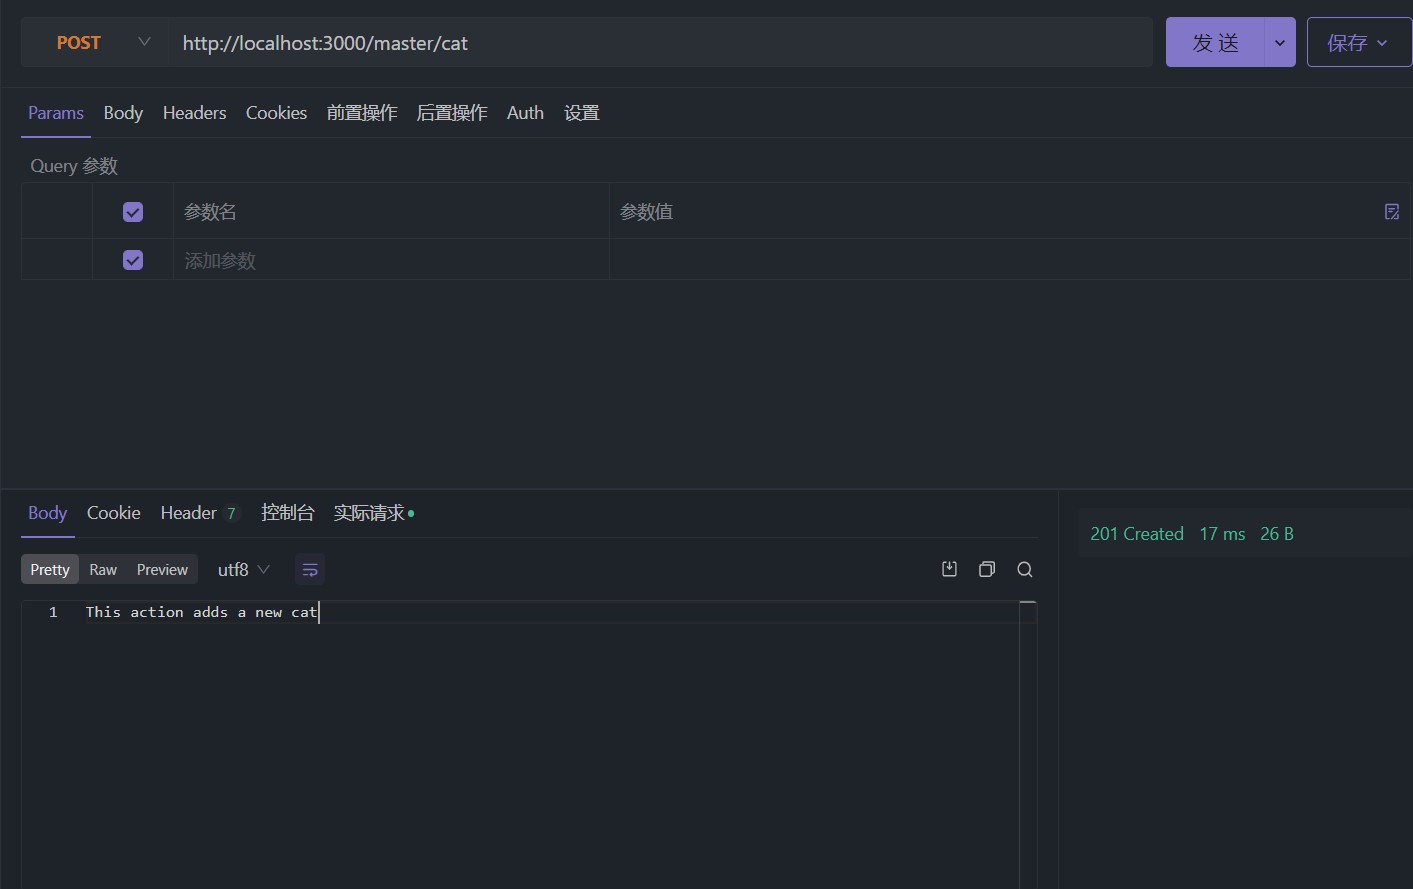 POST http://localhost:3000/master/cat 发 送 保存
Params Body Headers Cookies 前置操作 后置操作 Auth 设置
Query 参数
参数名 参数值
添加参数
Body Cookie Header 7 控制台 实际请求
201 Created 17 ms 26 B
Pretty Raw Preview utf8
1 This action adds a new cat